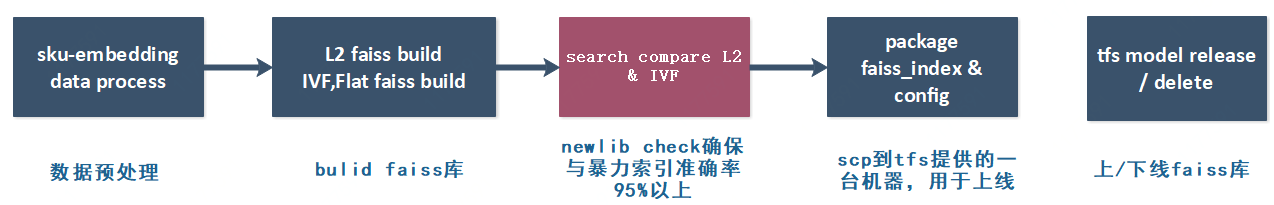 sku-embedding
data process
L2 faiss build
IVF,Flat faiss build
search compare L2
& IVF
package
faiss_index &
config
tfs model release
/ delete
数据预处理
bulid faiss库
newlib check确保
与暴力索引准确率
95%以上
scp到tfs提供的一
台机器，用于上线
上/下线faiss库